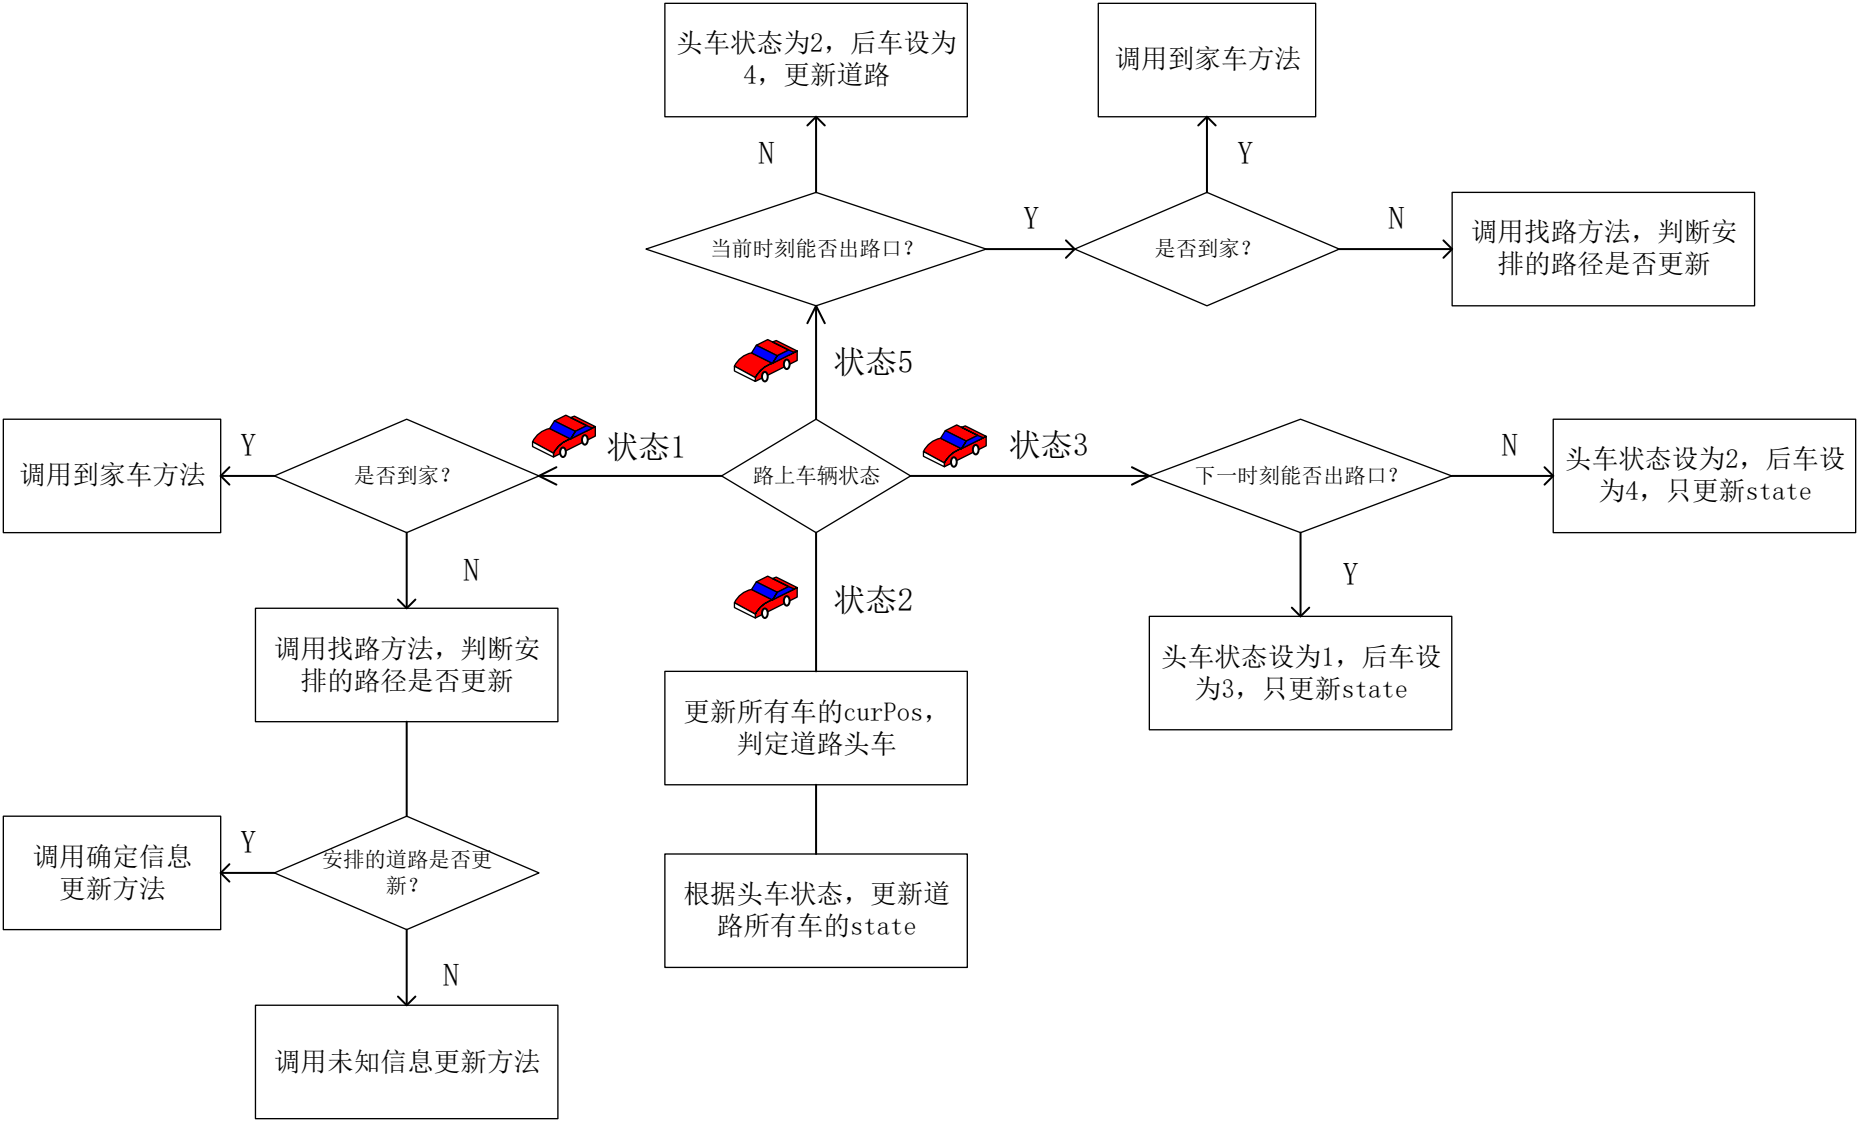 头车状态为2，后车设为
4，更新道路
调用到家车方法
N
Y
当前时刻能否出路口？
Y
是否到家？
N
调用找路方法，判断安
排的路径是否更新
状态5
调用到家车方法
Y
是否到家？
状态1
路上车辆状态
状态3
下一时刻能否出路口？
N
头车状态设为2，后车设
为4，只更新state
N
状态2
Y
调用找路方法，判断安
排的路径是否更新
头车状态设为1，后车设
为3，只更新state
更新所有车的curPos，
判定道路头车
调用确定信息
更新方法
Y
安排的道路是否更
新？
根据头车状态，更新道
路所有车的state
N
调用未知信息更新方法